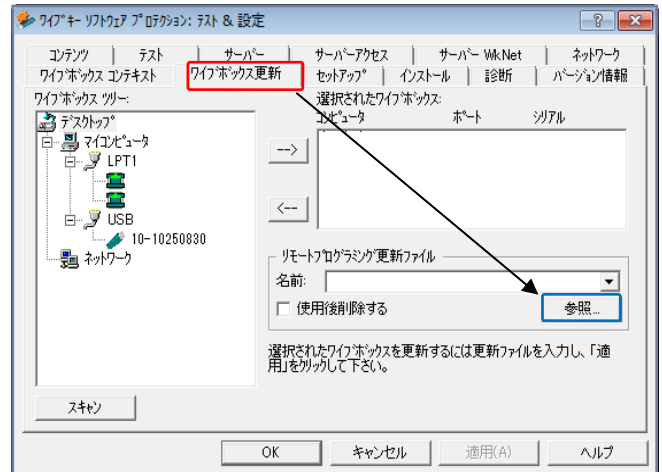 ワイブキー ソフトウェア プロテクション: テスト & 設定
コンテンツ テスト サーバー サーバーアクセス サーバー WkNet ネットワーク
ワイブボックス コンテキスト ワイブボックス更新 セットアップ インストール 診断 バージョン情報
ワイブボックス ツリー:
選択されたワイブボックス:
コンピュータ ポート シリアル
デスクトップ
マイコンピュータ
LPT1
USB
10-10250830
ネットワーク
-->
<--
リモートプログラミング更新ファイル
名前:
使用後削除する
参照...
選択されたワイブボックスを更新するには更新ファイルを入力し、「適
用」をクリックして下さい。
スキャン
OK キャンセル 適用(A) ヘルプ